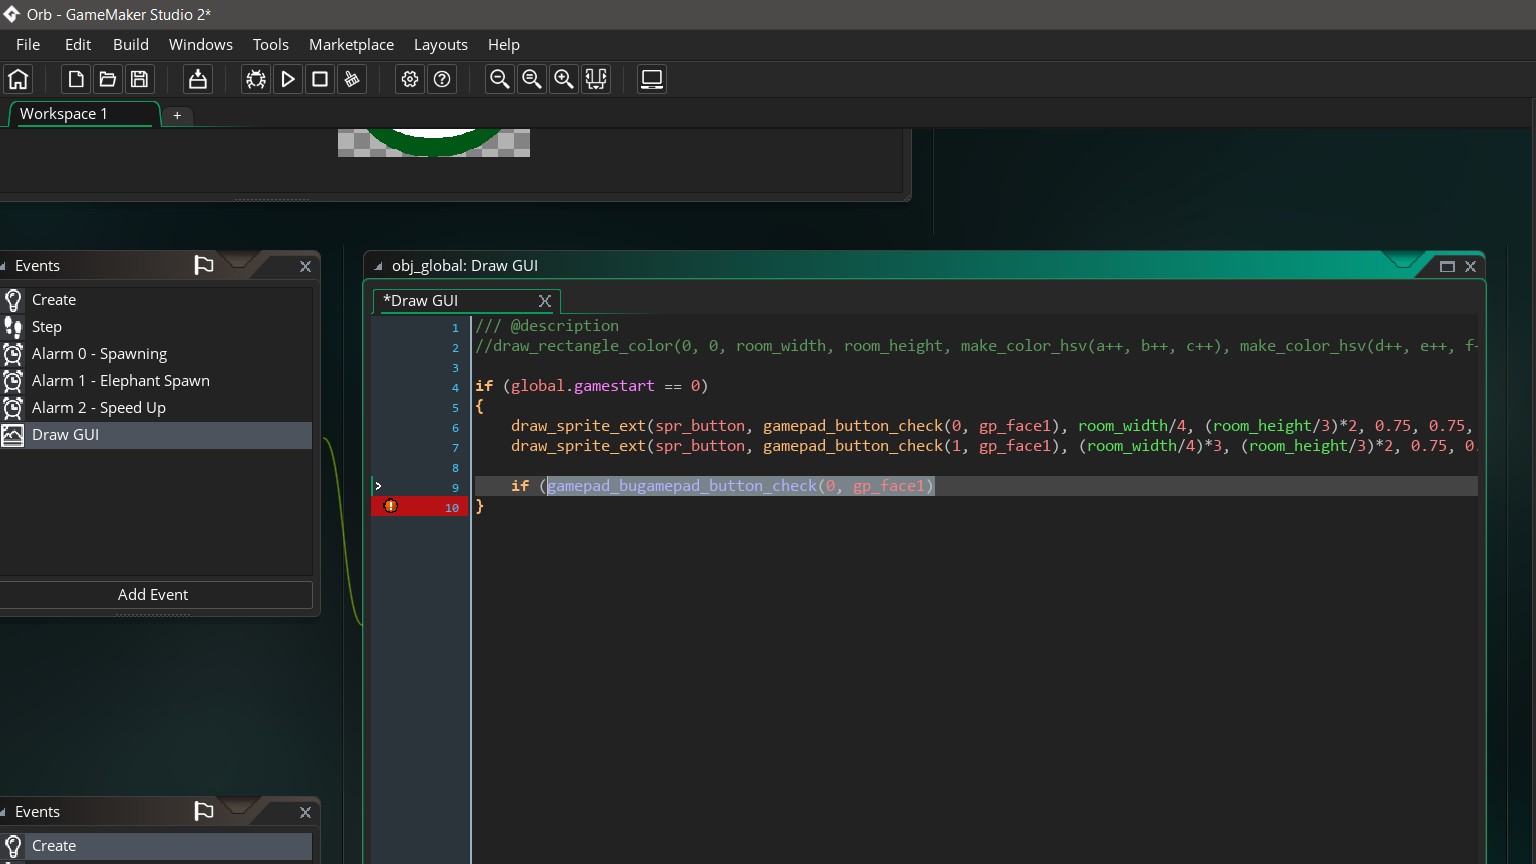 Orb - GameMaker Studio 2*
File Edit Build Windows Tools Marketplace Layouts Help
Workspace 1 +
Events
Create
Step
Alarm 0 - Spawning
Alarm 1 - Elephant Spawn
Alarm 2 - Speed Up
Draw GUI
Add Event
obj_global: Draw GUI
*Draw GUI
1 /// @description
2 //draw_rectangle_color(0, 0, room_width, room_height, make_color_hsv(a++, b++, c++), make_color_hsv(d++, e++, f-
3
4 if (global.gamestart == 0)
5 {
6 draw_sprite_ext(spr_button, gamepad_button_check(0, gp_face1), room_width/4, (room_height/3)*2, 0.75, 0.75,
7 draw_sprite_ext(spr_button, gamepad_button_check(1, gp_face1), (room_width/4)*3, (room_height/3)*2, 0.75, 0.
8
9 if (gamepad_bugamepad_button_check(0, gp_face1)
10 }
Events
Create